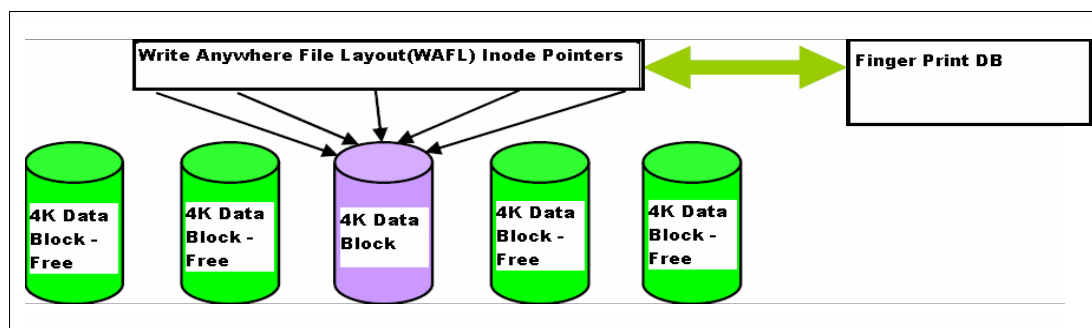 Write Anywhere File Layout(WAFL) Inode Pointers
Finger Print DB
4K Data
Block -
Free
4K Data
Block -
Free
4K Data
Block
4K Data
Block -
Free
4K Data
Block -
Free